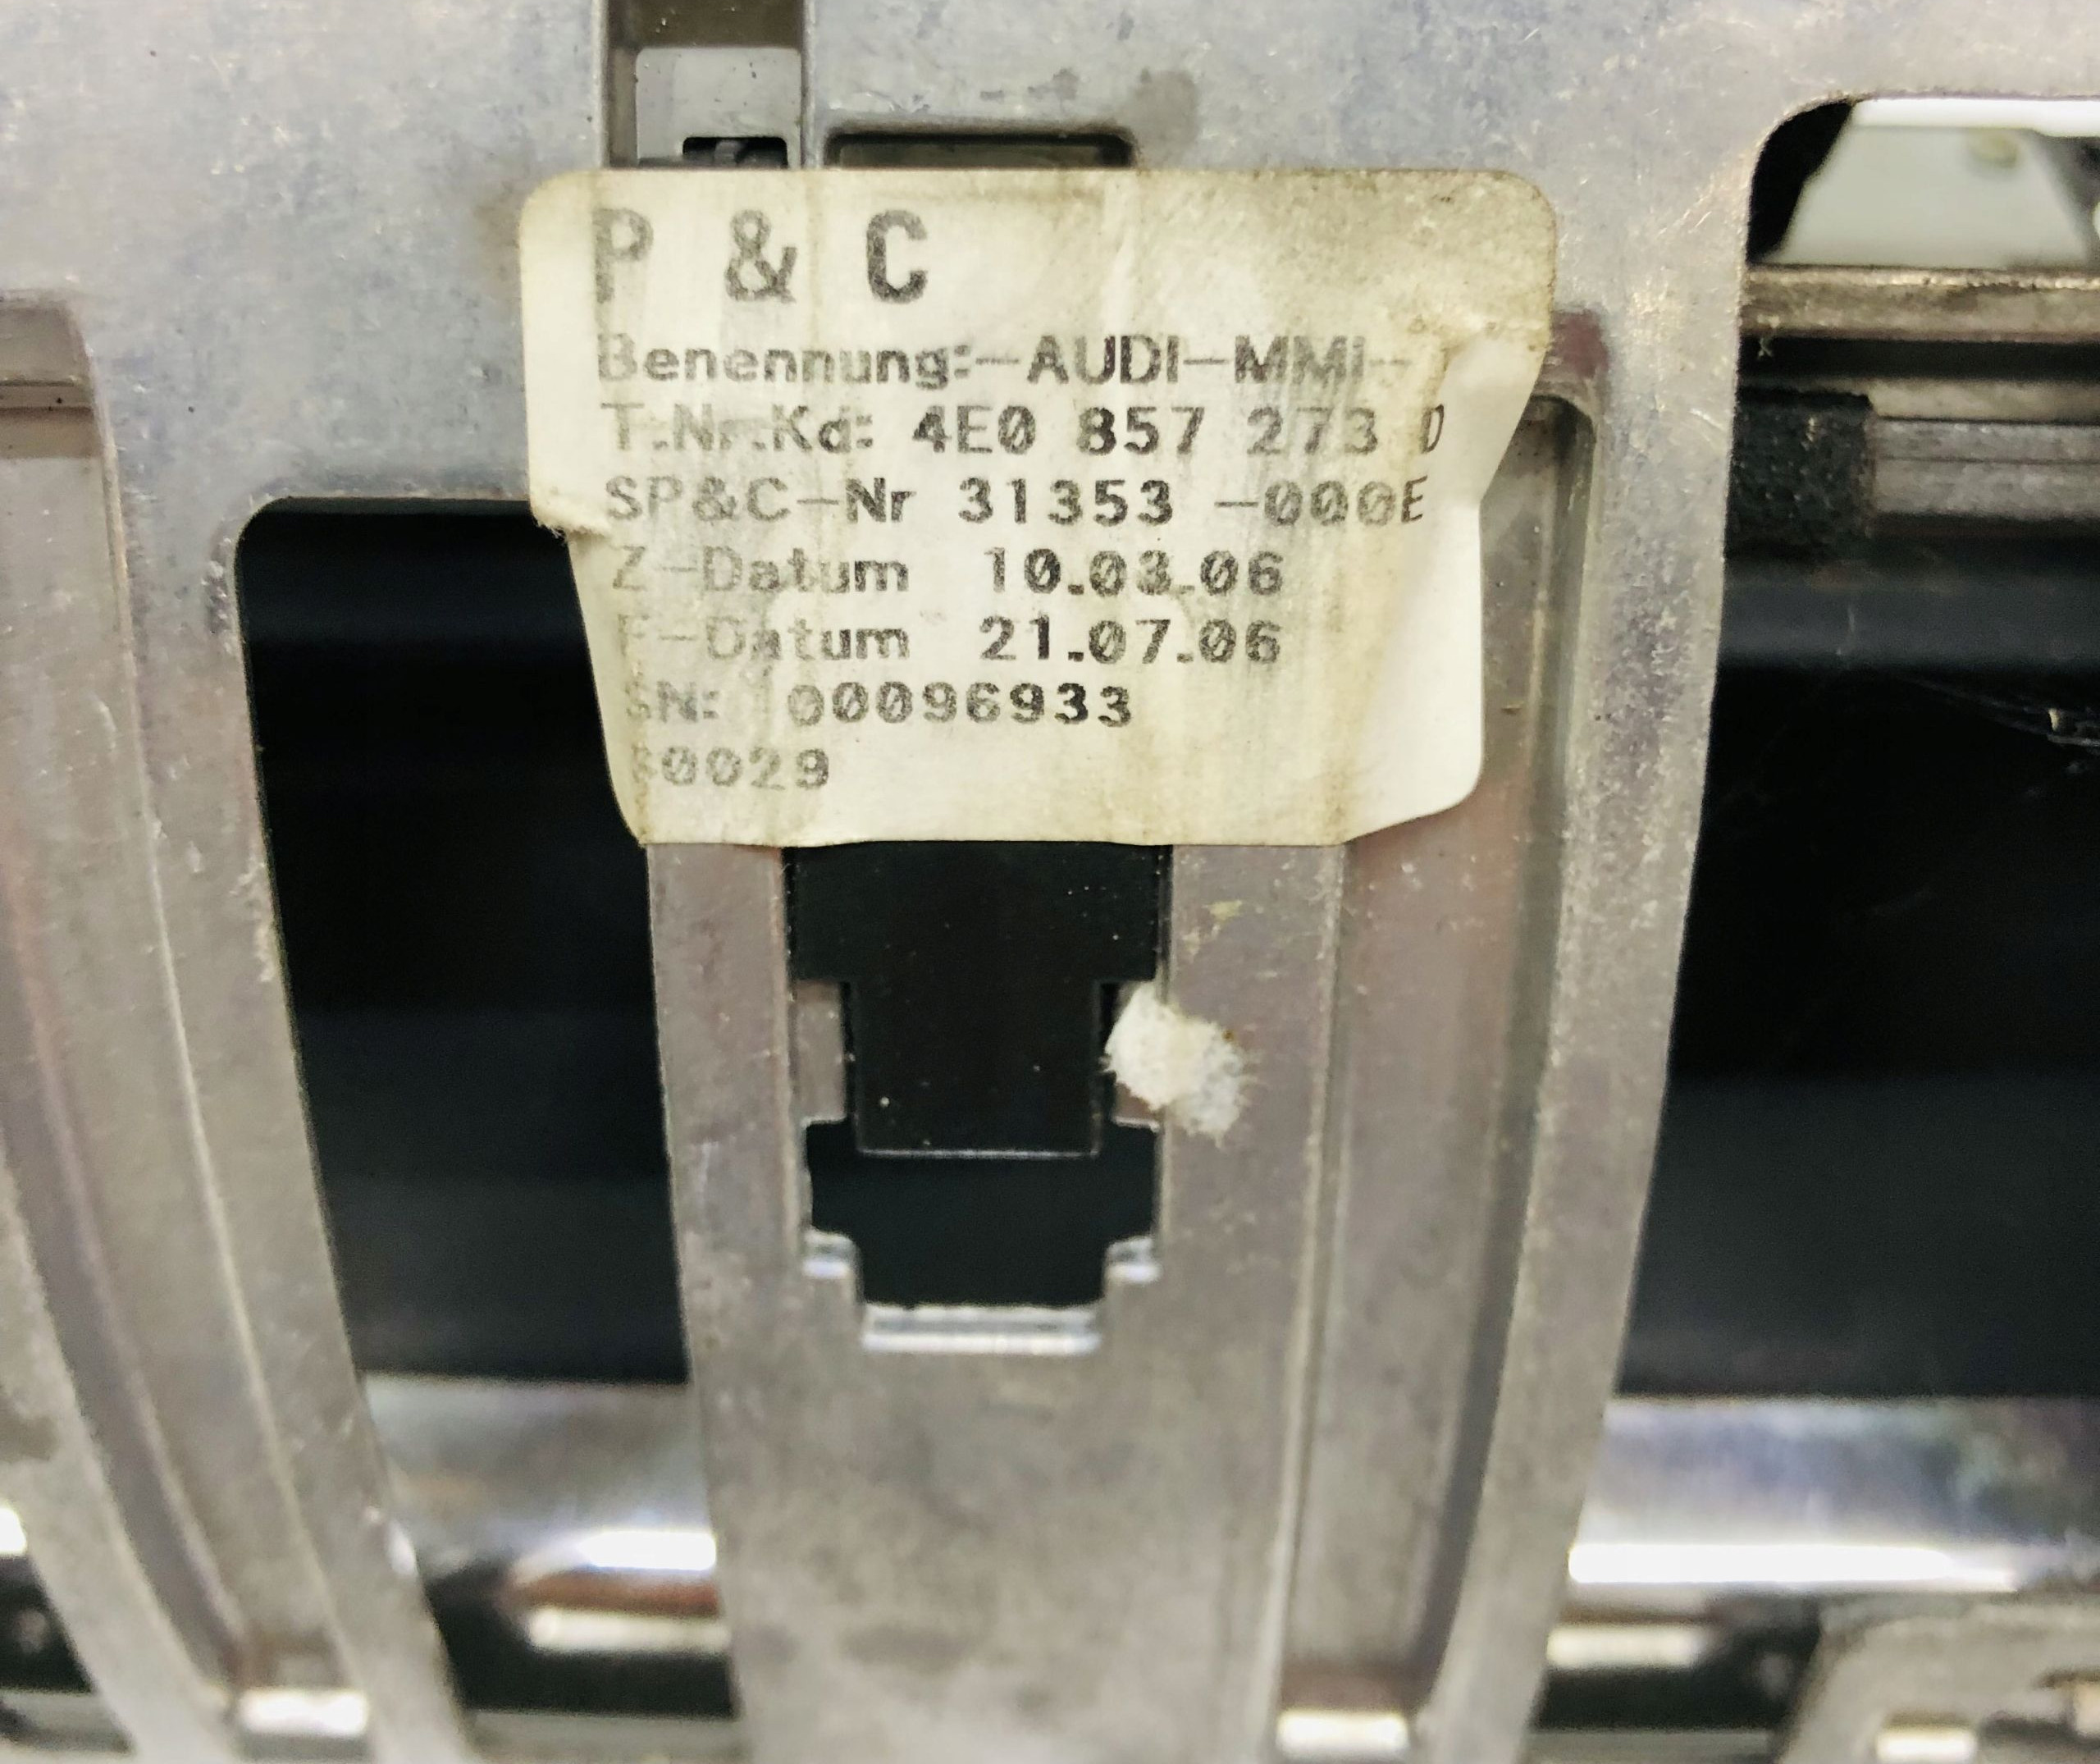 P & C
Benennung:-AUDI-MMI-
T.Nr.Kd: 4E0 857 273 D
SP&C-Nr 31353 -000E
Z-Datum 10.03.06
F-Datum 21.07.06
SN: 00096933